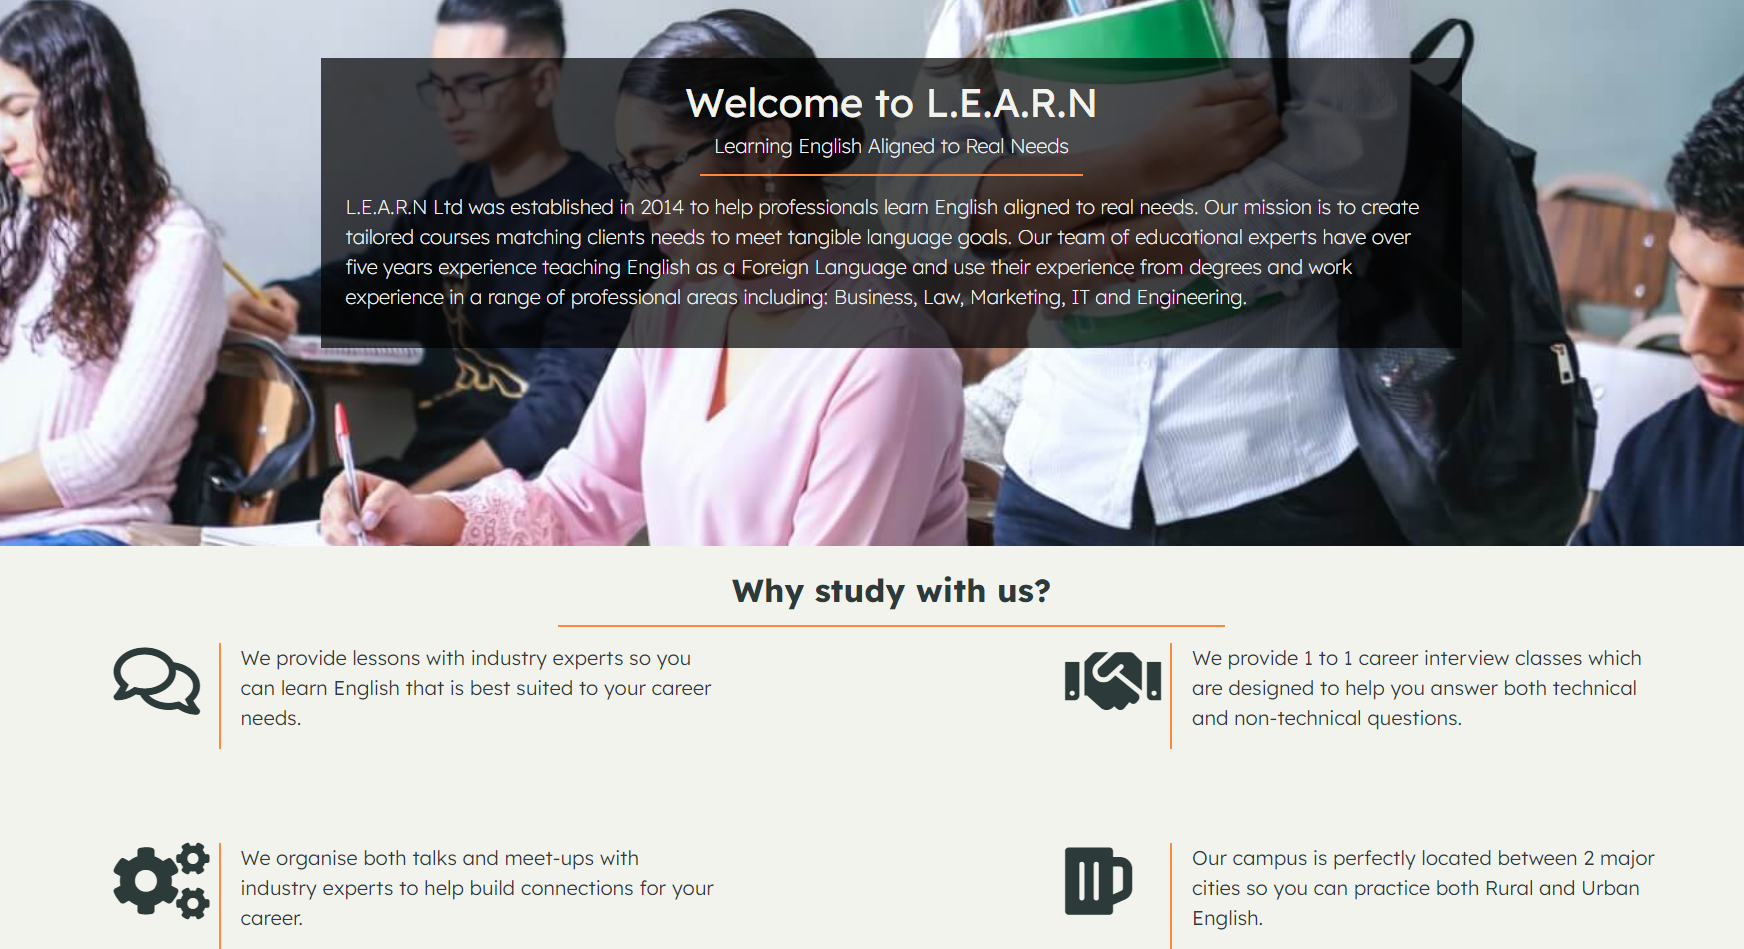 Welcome to L.E.A.R.N
Learning English Aligned to Real Needs
L.E.A.R.N Ltd was established in 2014 to help professionals learn English aligned to real needs. Our mission is to create
tailored courses matching clients needs to meet tangible language goals. Our team of educational experts have over
five years experience teaching English as a Foreign Language and use their experience from degrees and work
experience in a range of professional areas including: Business, Law, Marketing, IT and Engineering.
Why study with us?
We provide lessons with industry experts so you
can learn English that is best suited to your career
needs.
We provide 1 to 1 career interview classes which
are designed to help you answer both technical
and non-technical questions.
We organise both talks and meet-ups with
industry experts to help build connections for your
career.
Our campus is perfectly located between 2 major
cities so you can practice both Rural and Urban
English.